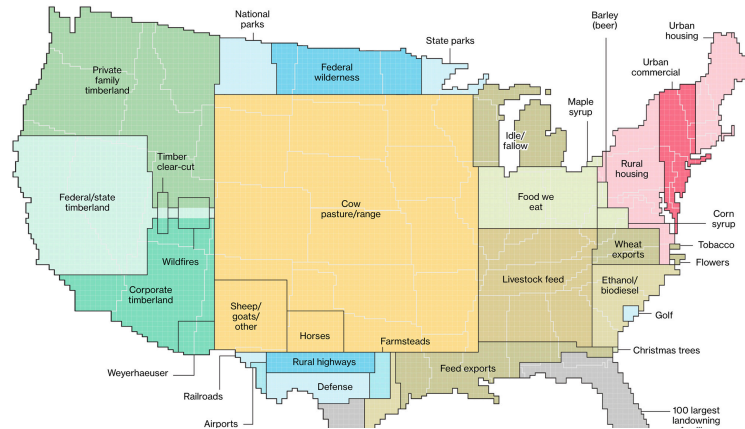 National
parks
State parks
Barley
(beer)
Urban
housing
Urban
commercial
Private
family
timberland
Federal
wilderness
Maple
syrup
Idle/
fallow
Timber
clear-cut
Rural
housing
Federal/state
timberland
Cow
pasture/range
Food we
eat
Corn
syrup
Wildfires
Wheat
exports
Tobacco
Flowers
Livestock feed
Ethanol/
biodiesel
Corporate
timberland
Sheep/
goats/
other
Horses
Golf
Farmsteads
Christmas trees
Rural highways
Weyerhaeuser
Feed exports
Railroads
Defense
Airports
100 largest
landowning